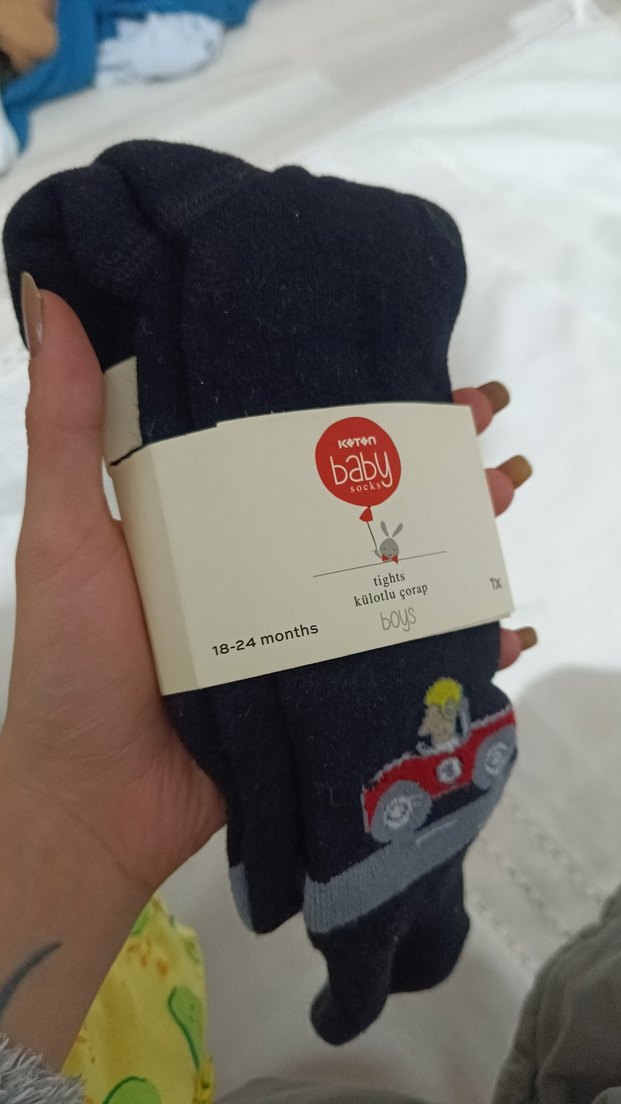 KOTON
baby
socks
tights
külotlu çorap
boys
1x
18-24 months